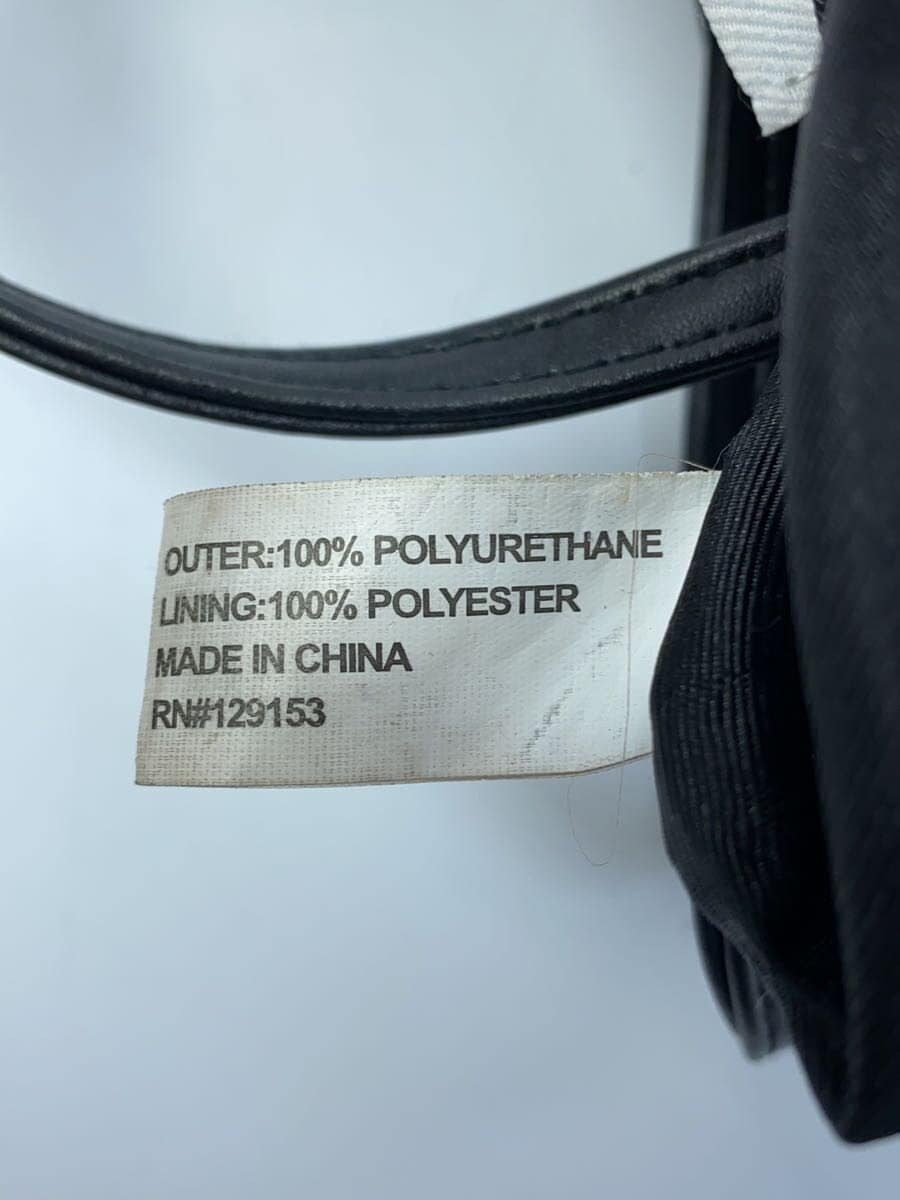 OUTER:100% POLYURETHANE
LINING:100% POLYESTER
MADE IN CHINA
RN#129153